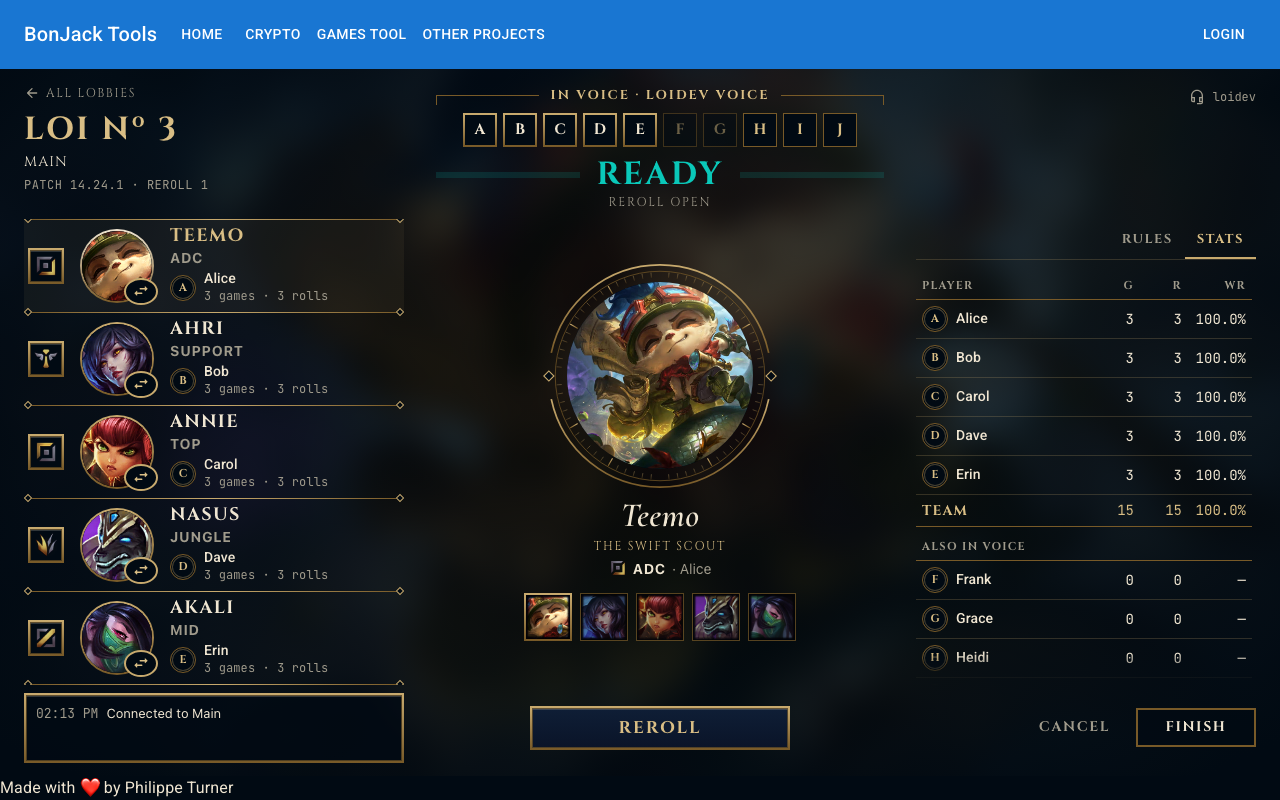 BonJack Tools HOME CRYPTO GAMES TOOL OTHER PROJECTS LOGIN
ALL LOBBIES
LOI Nº 3
MAIN
PATCH 14.24.1 · REROLL 1
IN VOICE · LOIDEV VOICE
A B C D E F G H I J
READY
REROLL OPEN
loidev
TEEMO
ADC
A Alice
3 games · 3 rolls
AHRI
SUPPORT
B Bob
3 games · 3 rolls
ANNIE
TOP
C Carol
3 games · 3 rolls
NASUS
JUNGLE
D Dave
3 games · 3 rolls
AKALI
MID
E Erin
3 games · 3 rolls
02:13 PM Connected to Main
Teemo
THE SWIFT SCOUT
ADC · Alice
REROLL
RULES STATS
PLAYER G R WR
A Alice 3 3 100.0%
B Bob 3 3 100.0%
C Carol 3 3 100.0%
D Dave 3 3 100.0%
E Erin 3 3 100.0%
TEAM 15 15 100.0%
ALSO IN VOICE
F Frank 0 0 —
G Grace 0 0 —
H Heidi 0 0 —
CANCEL FINISH
Made with ❤️ by Philippe Turner